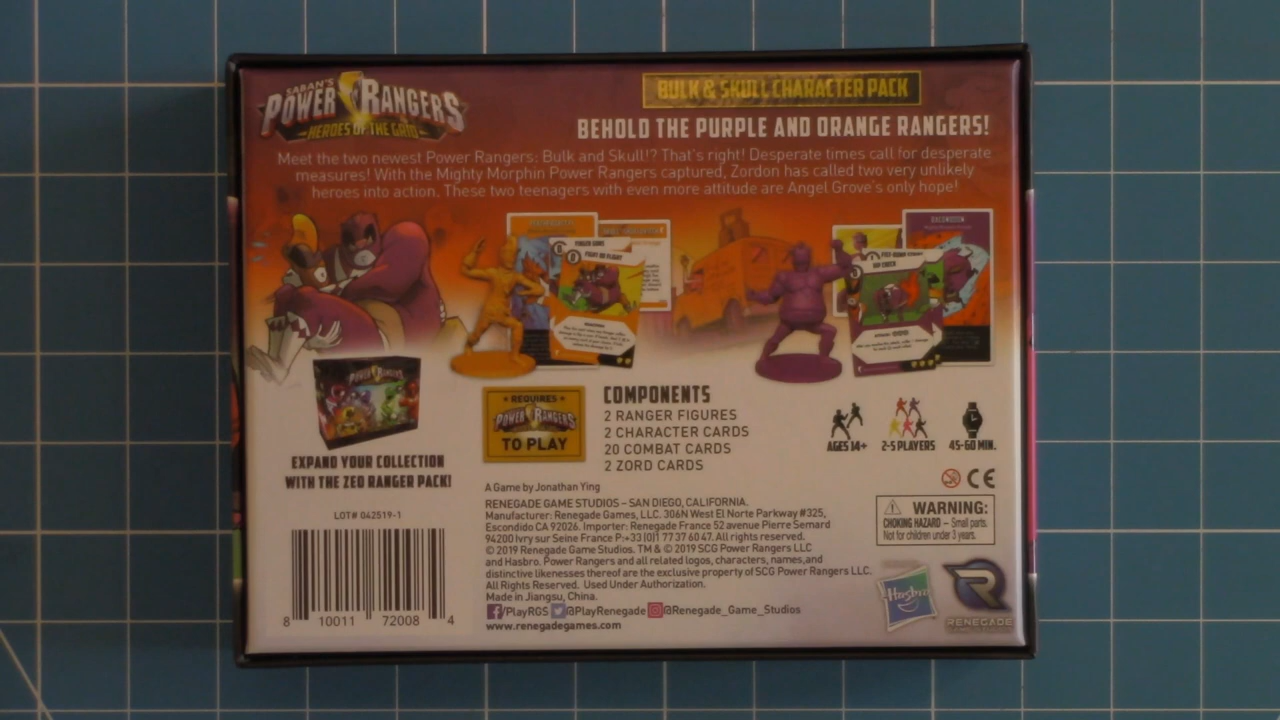 SABAN'S
POWER RANGERS
HEROES OF THE GRID
BULK & SKULL CHARACTER PACK
BEHOLD THE PURPLE AND ORANGE RANGERS!
Meet the two newest Power Rangers: Bulk and Skull!? That's right! Desperate times call for desperate
measures! With the Mighty Morphin Power Rangers captured, Zordon has called two very unlikely
heroes into action. These two teenagers with even more attitude are Angel Grove's only hope!
FINGER GUNS
FIGHT OR FLIGHT
POWER RANGERS
EXPAND YOUR COLLECTION
WITH THE ZEO RANGER PACK!
• REQUIRES •
POWER RANGERS
TO PLAY
COMPONENTS
2 RANGER FIGURES
2 CHARACTER CARDS
20 COMBAT CARDS
2 ZORD CARDS
AGES 14+
2-5 PLAYERS
45-60 MIN.
CE
WARNING:
CHOKING HAZARD – Small parts.
Not for children under 3 years.
A Game by Jonathan Ying
RENEGADE GAME STUDIOS – SAN DIEGO, CALIFORNIA.
Manufacturer: Renegade Games, LLC. 306N West El Norte Parkway #325,
Escondido CA 92026. Importer: Renegade France 52 avenue Pierre Semard
94200 Ivry sur Seine France P:+33 (0)1 77 37 60 47. All rights reserved.
© 2019 Renegade Game Studios. TM & © 2019 SCG Power Rangers LLC
and Hasbro. Power Rangers and all related logos, characters, names,and
distinctive likenesses thereof are the exclusive property of SCG Power Rangers LLC.
All Rights Reserved. Used Under Authorization.
Made in Jiangsu, China.
/PlayRGS @PlayRenegade @Renegade_Game_Studios
www.renegadegames.com
LOT# 042519-1
8 10011 72008 4
Hasbro
RENEGADE